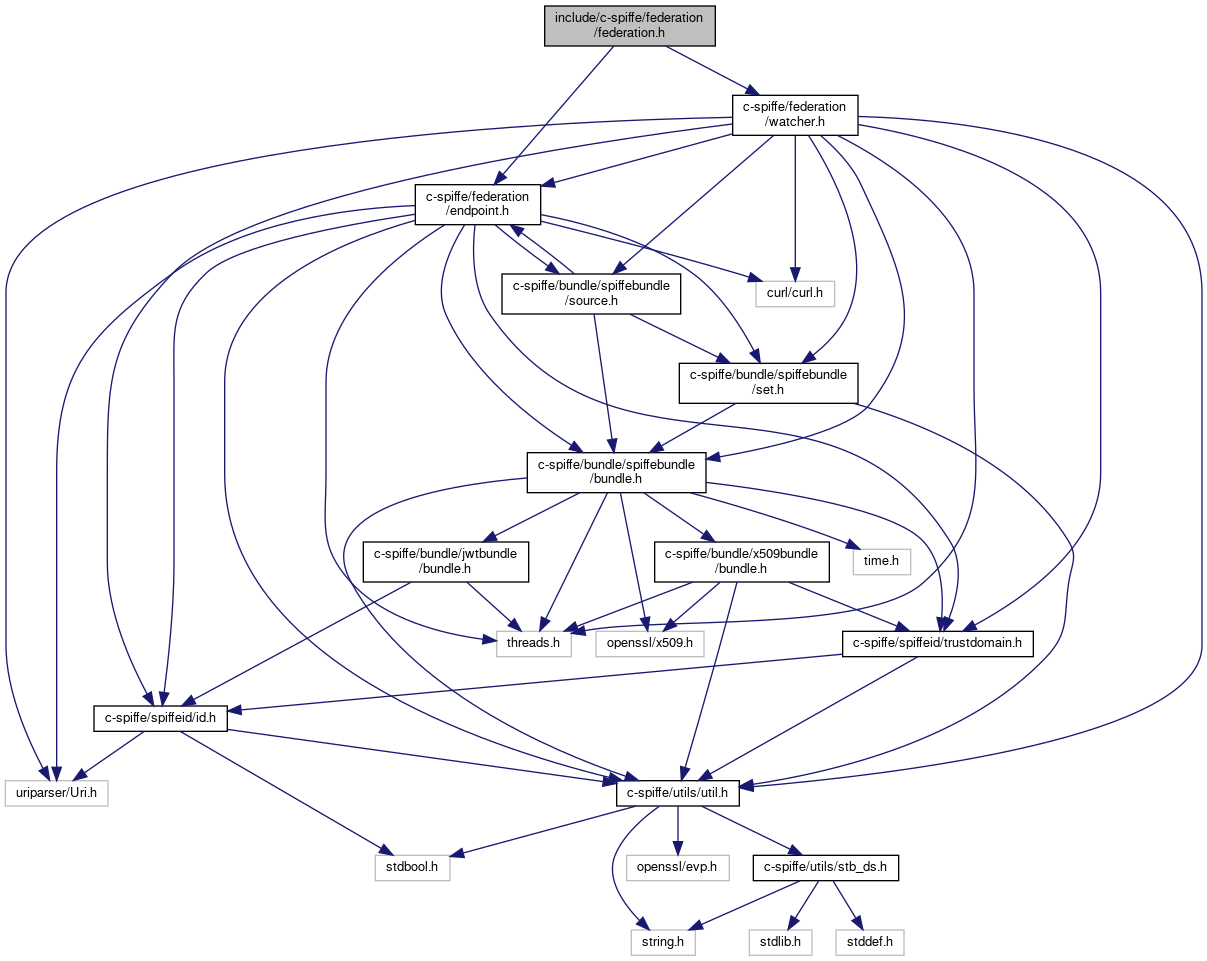 include/c-spiffe/federation
/federation.h
c-spiffe/federation
/watcher.h
c-spiffe/federation
/endpoint.h
c-spiffe/bundle/spiffebundle
/source.h
curl/curl.h
c-spiffe/bundle/spiffebundle
/set.h
c-spiffe/bundle/spiffebundle
/bundle.h
c-spiffe/bundle/jwtbundle
/bundle.h
c-spiffe/bundle/x509bundle
/bundle.h
time.h
threads.h
openssl/x509.h
c-spiffe/spiffeid/trustdomain.h
c-spiffe/spiffeid/id.h
uriparser/Uri.h
c-spiffe/utils/util.h
stdbool.h
openssl/evp.h
c-spiffe/utils/stb_ds.h
string.h
stdlib.h
stddef.h